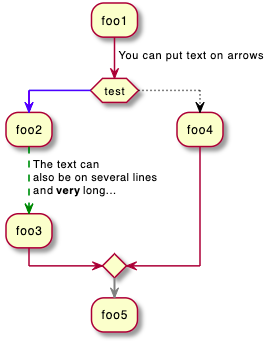 foo1
You can put text on arrows
test
foo2
foo4
The text can
also be on several lines
and very long...
foo3
foo5